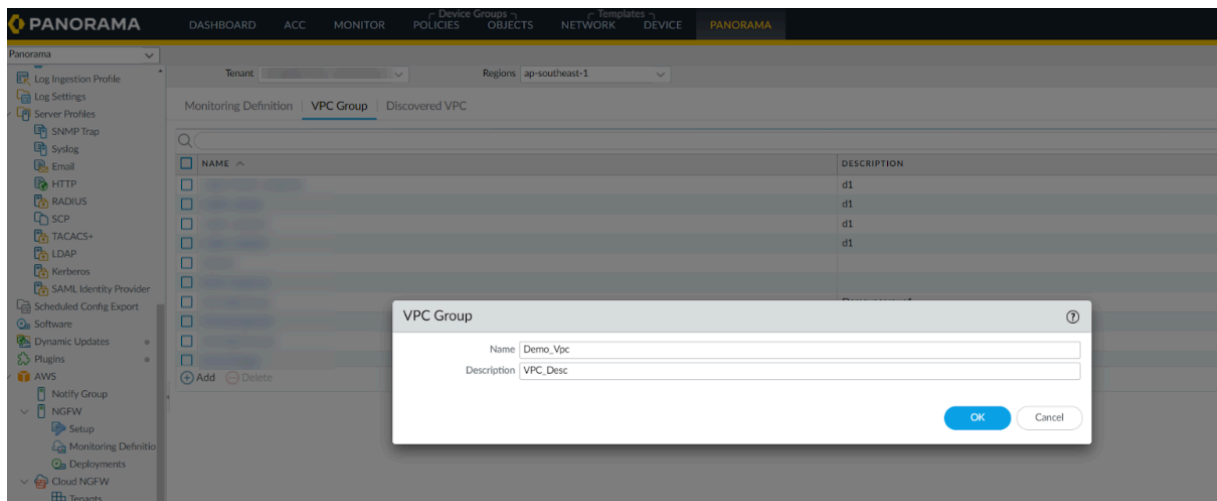 PANORAMA
DASHBOARD ACC MONITOR Device Groups POLICIES OBJECTS Templates NETWORK DEVICE PANORAMA
Panorama
Tenant Regions ap-southeast-1
Monitoring Definition VPC Group Discovered VPC
NAME DESCRIPTION
d1
d1
d1
d1
Add Delete
Log Ingestion Profile
Log Settings
Server Profiles
SNMP Trap
Syslog
Email
HTTP
RADIUS
SCP
TACACS+
LDAP
Kerberos
SAML Identity Provider
Scheduled Config Export
Software
Dynamic Updates
Plugins
AWS
Notify Group
NGFW
Setup
Monitoring Definitio
Deployments
Cloud NGFW
Tenants
VPC Group
Name Demo_Vpc
Description VPC_Desc
OK Cancel